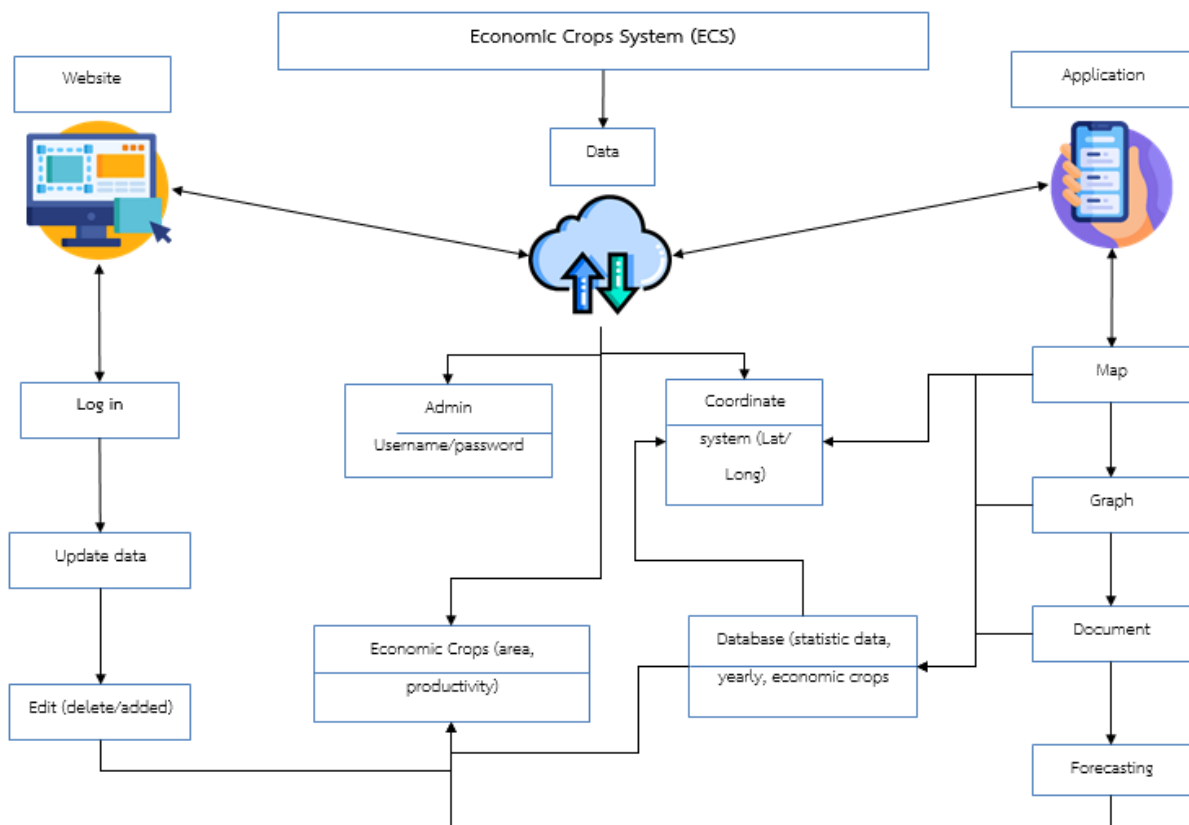 Economic Crops System (ECS)
Website
Application
Data
Map
Admin
Username/password
Coordinate
system (Lat/
Long)
Log in
Graph
Update data
Document
Economic Crops (area,
productivity)
Database (statistic data,
yearly, economic crops
Edit (delete/added)
Forecasting